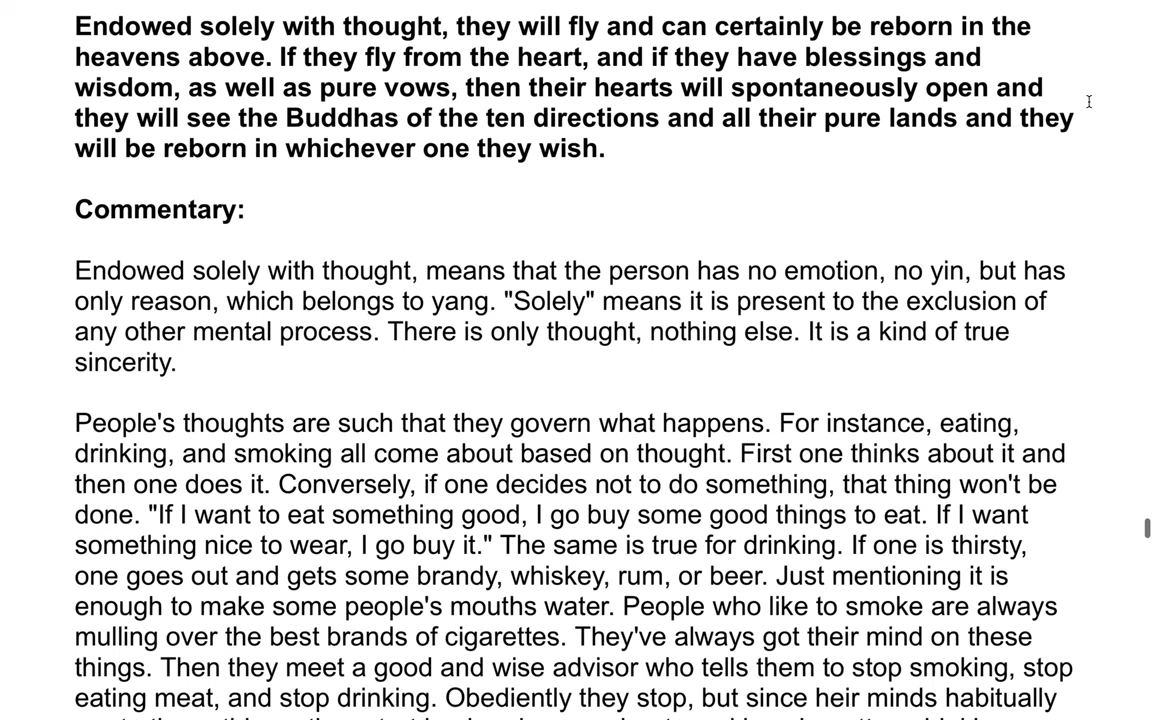 Endowed solely with thought, they will fly and can certainly be reborn in the
heavens above. If they fly from the heart, and if they have blessings and
wisdom, as well as pure vows, then their hearts will spontaneously open and
they will see the Buddhas of the ten directions and all their pure lands and they
will be reborn in whichever one they wish.
Commentary:
Endowed solely with thought, means that the person has no emotion, no yin, but has
only reason, which belongs to yang. "Solely" means it is present to the exclusion of
any other mental process. There is only thought, nothing else. It is a kind of true
sincerity.
People's thoughts are such that they govern what happens. For instance, eating,
drinking, and smoking all come about based on thought. First one thinks about it and
then one does it. Conversely, if one decides not to do something, that thing won't be
done. "If I want to eat something good, I go buy some good things to eat. If I want
something nice to wear, I go buy it." The same is true for drinking. If one is thirsty,
one goes out and gets some brandy, whiskey, rum, or beer. Just mentioning it is
enough to make some people's mouths water. People who like to smoke are always
mulling over the best brands of cigarettes. They've always got their mind on these
things. Then they meet a good and wise advisor who tells them to stop smoking, stop
eating meat, and stop drinking. Obediently they stop, but since heir minds habitually